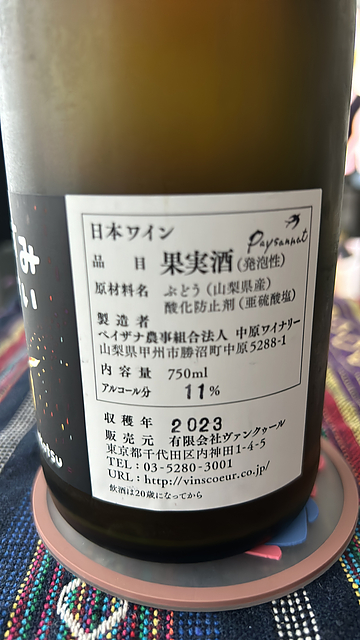 日本ワイン
Paysannat
品目 果実酒(発泡性)
原材料名 ぶどう(山梨県産)
酸化防止剤(亜硫酸塩)
製造者
ペイザナ農事組合法人 中原ワイナリー
山梨県甲州市勝沼町中原5288-1
内容量 750ml
アルコール分 11%
収穫年 2023
販売元 有限会社ヴァンクゥール
東京都千代田区内神田1-4-5
TEL:03-5280-3001
URL:http://vinscoeur.co.jp/
飲酒は20歳になってから
み
い